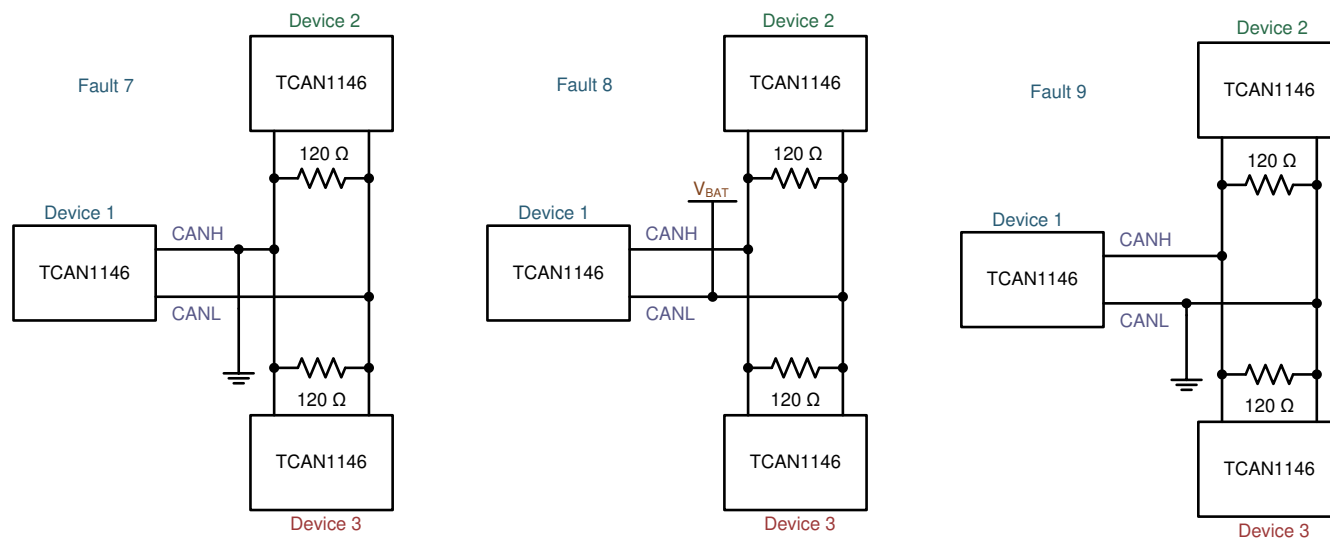 Device 2
Fault 7
TCAN1146
120 Ω
Device 1
CANH
TCAN1146
CANL
120 Ω
TCAN1146
Device 3
Device 2
Fault 8
TCAN1146
120 Ω
VBAT
Device 1
CANH
TCAN1146
CANL
120 Ω
TCAN1146
Device 3
Device 2
Fault 9
TCAN1146
120 Ω
Device 1
CANH
TCAN1146
CANL
120 Ω
TCAN1146
Device 3